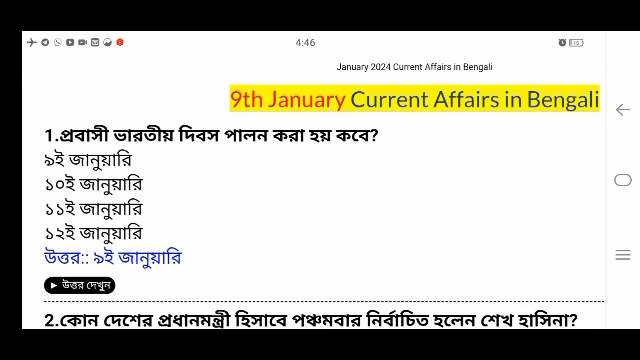 4:46
January 2024 Current Affairs in Bengali
9th January Current Affairs in Bengali
1.প্রবাসী ভারতীয় দিবস পালন করা হয় কবে?
৯ই জানুয়ারি
১০ই জানুয়ারি
১১ই জানুয়ারি
১২ই জানুয়ারি
উত্তর:: ৯ই জানুয়ারি
► উত্তর দেখুন
2.কোন দেশের প্রধানমন্ত্রী হিসাবে পঞ্চমবার নির্বাচিত হলেন শেখ হাসিনা?